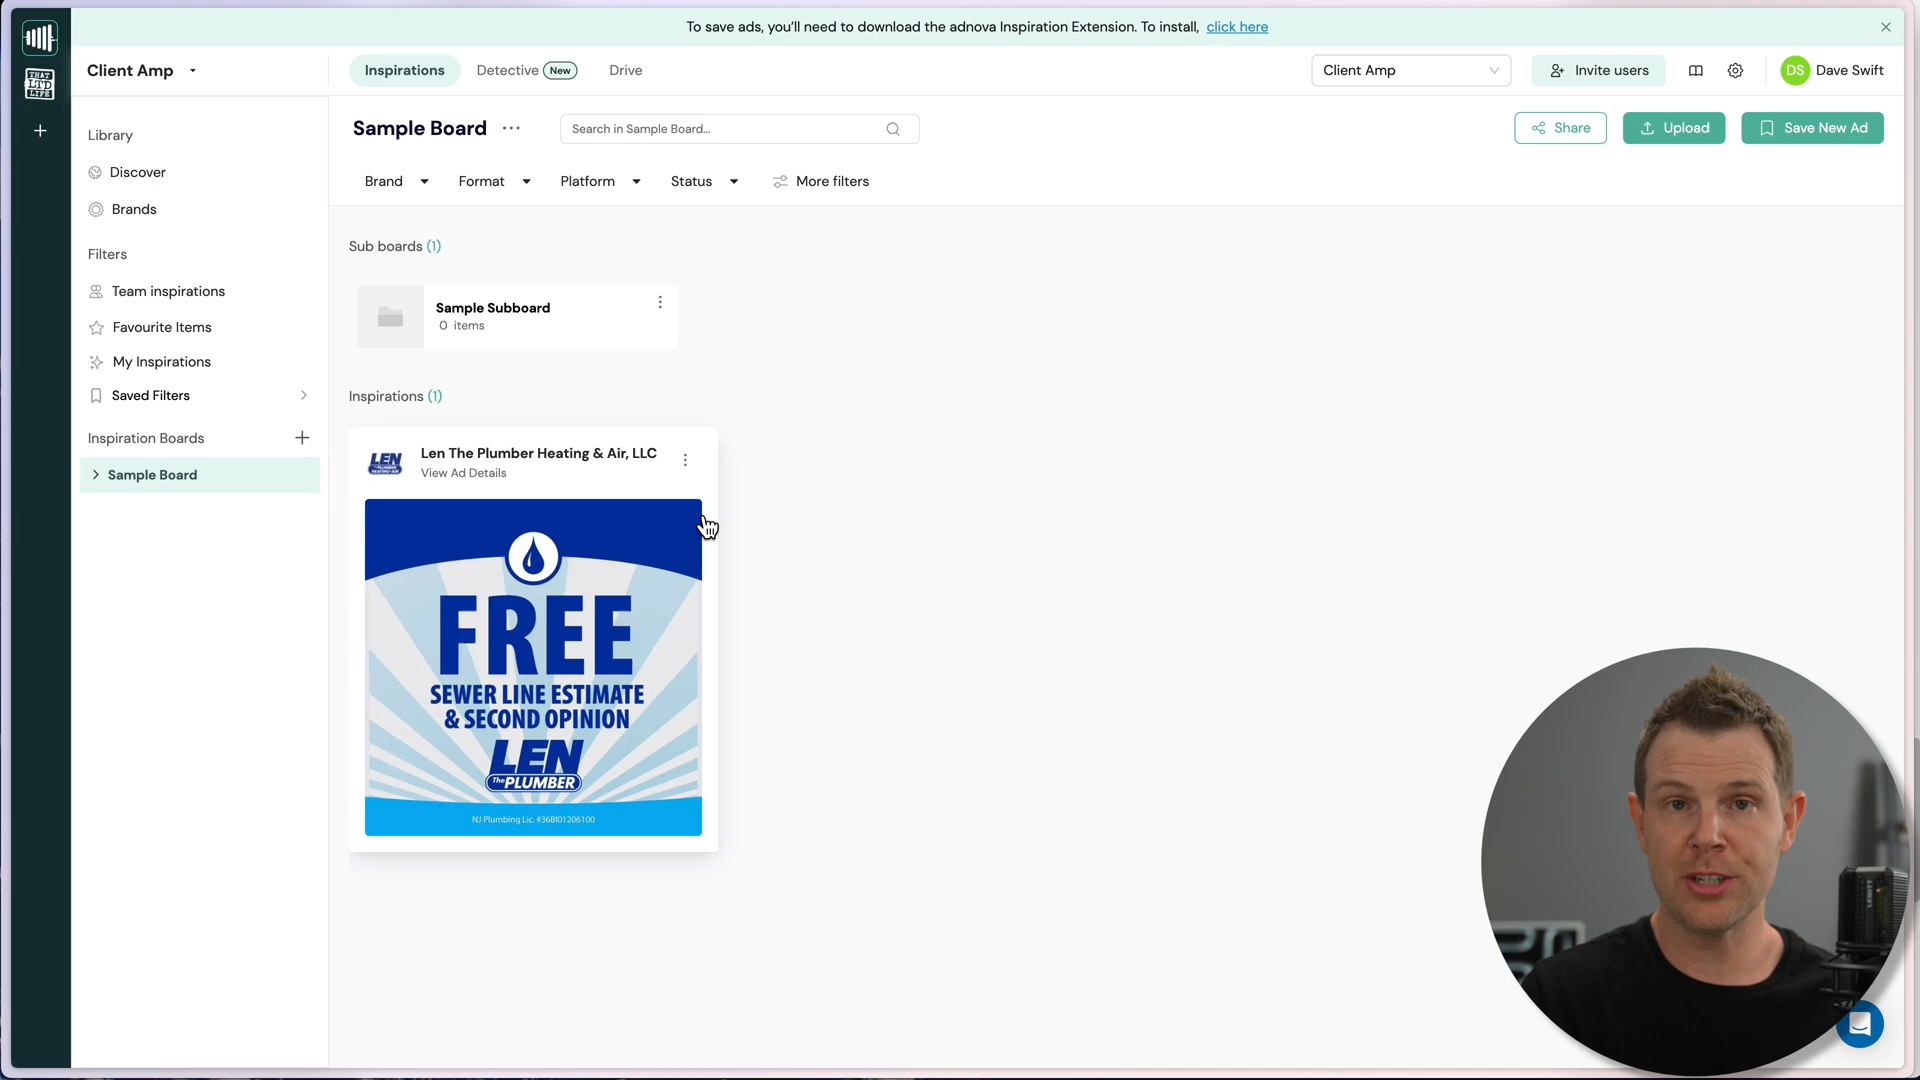 To save ads, you'll need to download the adnova Inspiration Extension. To install, click here
THAT
LTD
LIFE
Client Amp
Inspirations
Detective New
Drive
Client Amp
Invite users
DS
Dave Swift
Library
Discover
Brands
Filters
Team inspirations
Favourite Items
My Inspirations
Saved Filters
Inspiration Boards
Sample Board
Sample Board
Search in Sample Board...
Share
Upload
Save New Ad
Brand
Format
Platform
Status
More filters
Sub boards (1)
Sample Subboard
0 items
Inspirations (1)
LEN
Len The Plumber Heating & Air, LLC
View Ad Details
FREE
SEWER LINE ESTIMATE
& SECOND OPINION
LEN
The PLUMBER
NJ Plumbing Lic. #36BI01206100
LEWITT